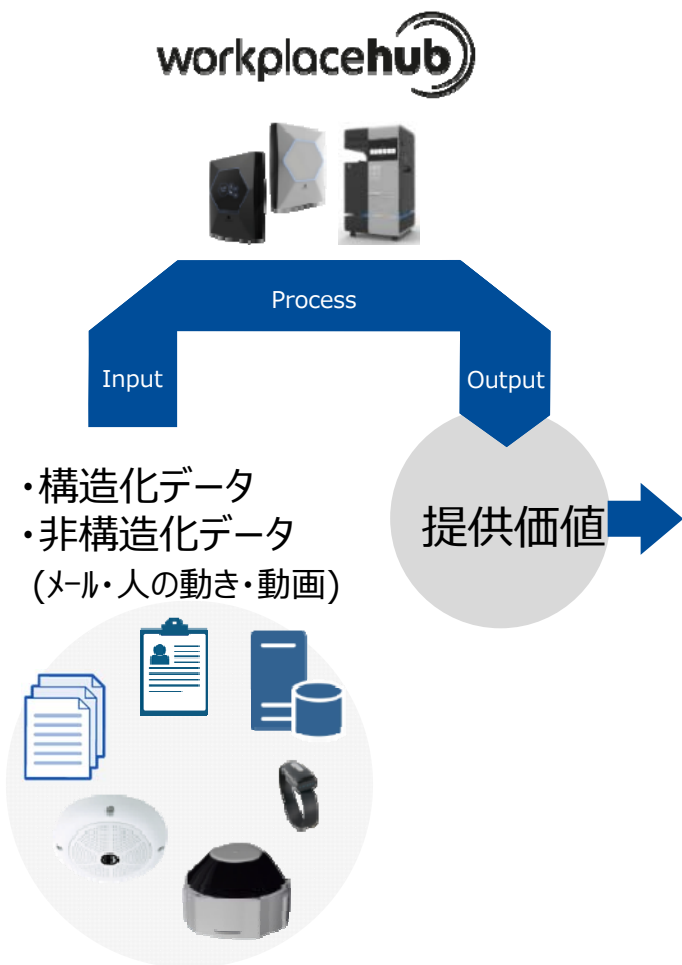 workplacehub
Process
Input
Output
・構造化データ
・非構造化データ
(ﾒｰﾙ・人の動き・動画)
提供価値